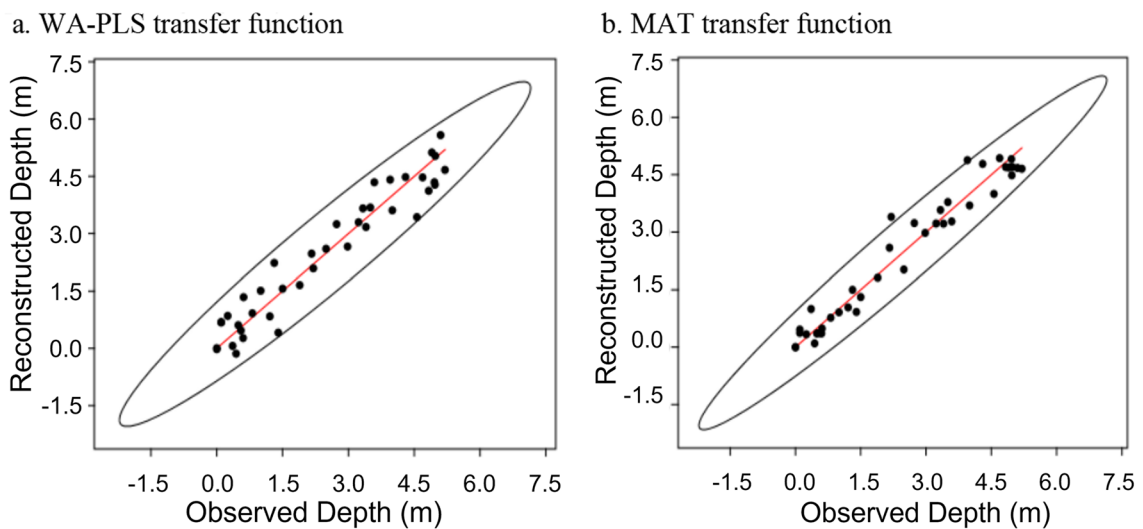 a. WA-PLS transfer function
7.5
6.0
4.5
3.0
1.5
0.0
-1.5
Reconstructed Depth (m)
-1.5 0.0 1.5 3.0 4.5 6.0 7.5
Observed Depth (m)
b. MAT transfer function
7.5
6.0
4.5
3.0
1.5
0.0
-1.5
Reconstructed Depth (m)
-1.5 0.0 1.5 3.0 4.5 6.0 7.5
Observed Depth (m)